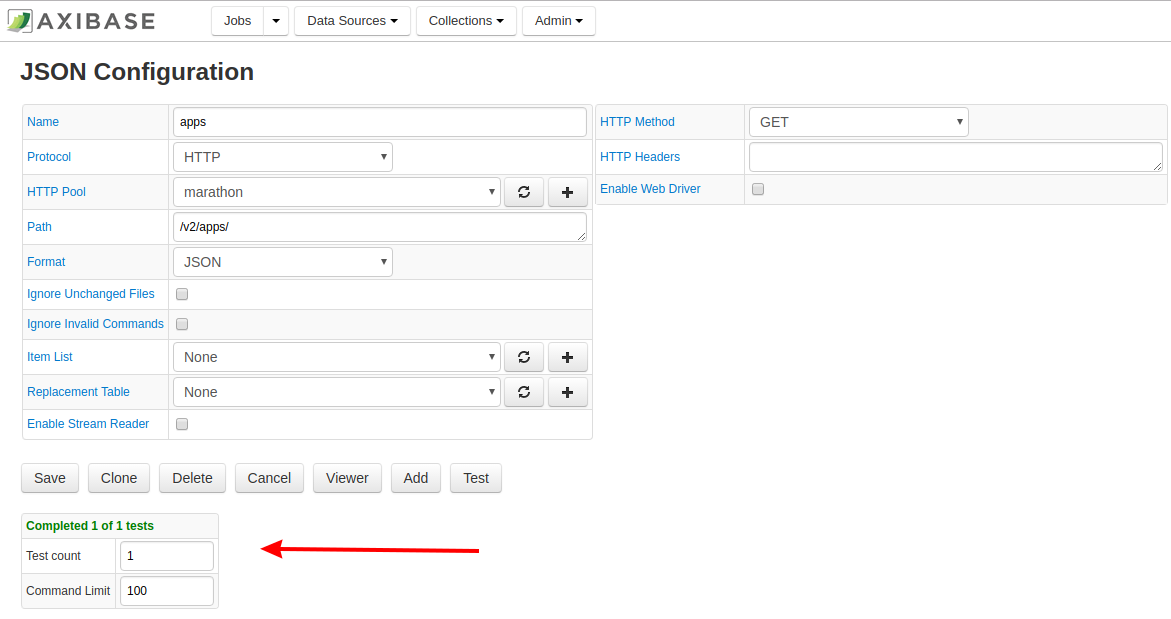 AXIBASE Jobs Data Sources Collections Admin
JSON Configuration
Name apps
Protocol HTTP
HTTP Pool marathon
Path /v2/apps/
Format JSON
Ignore Unchanged Files
Ignore Invalid Commands
Item List None
Replacement Table None
Enable Stream Reader
HTTP Method GET
HTTP Headers
Enable Web Driver
Save Clone Delete Cancel Viewer Add Test
Completed 1 of 1 tests
Test count 1
Command Limit 100